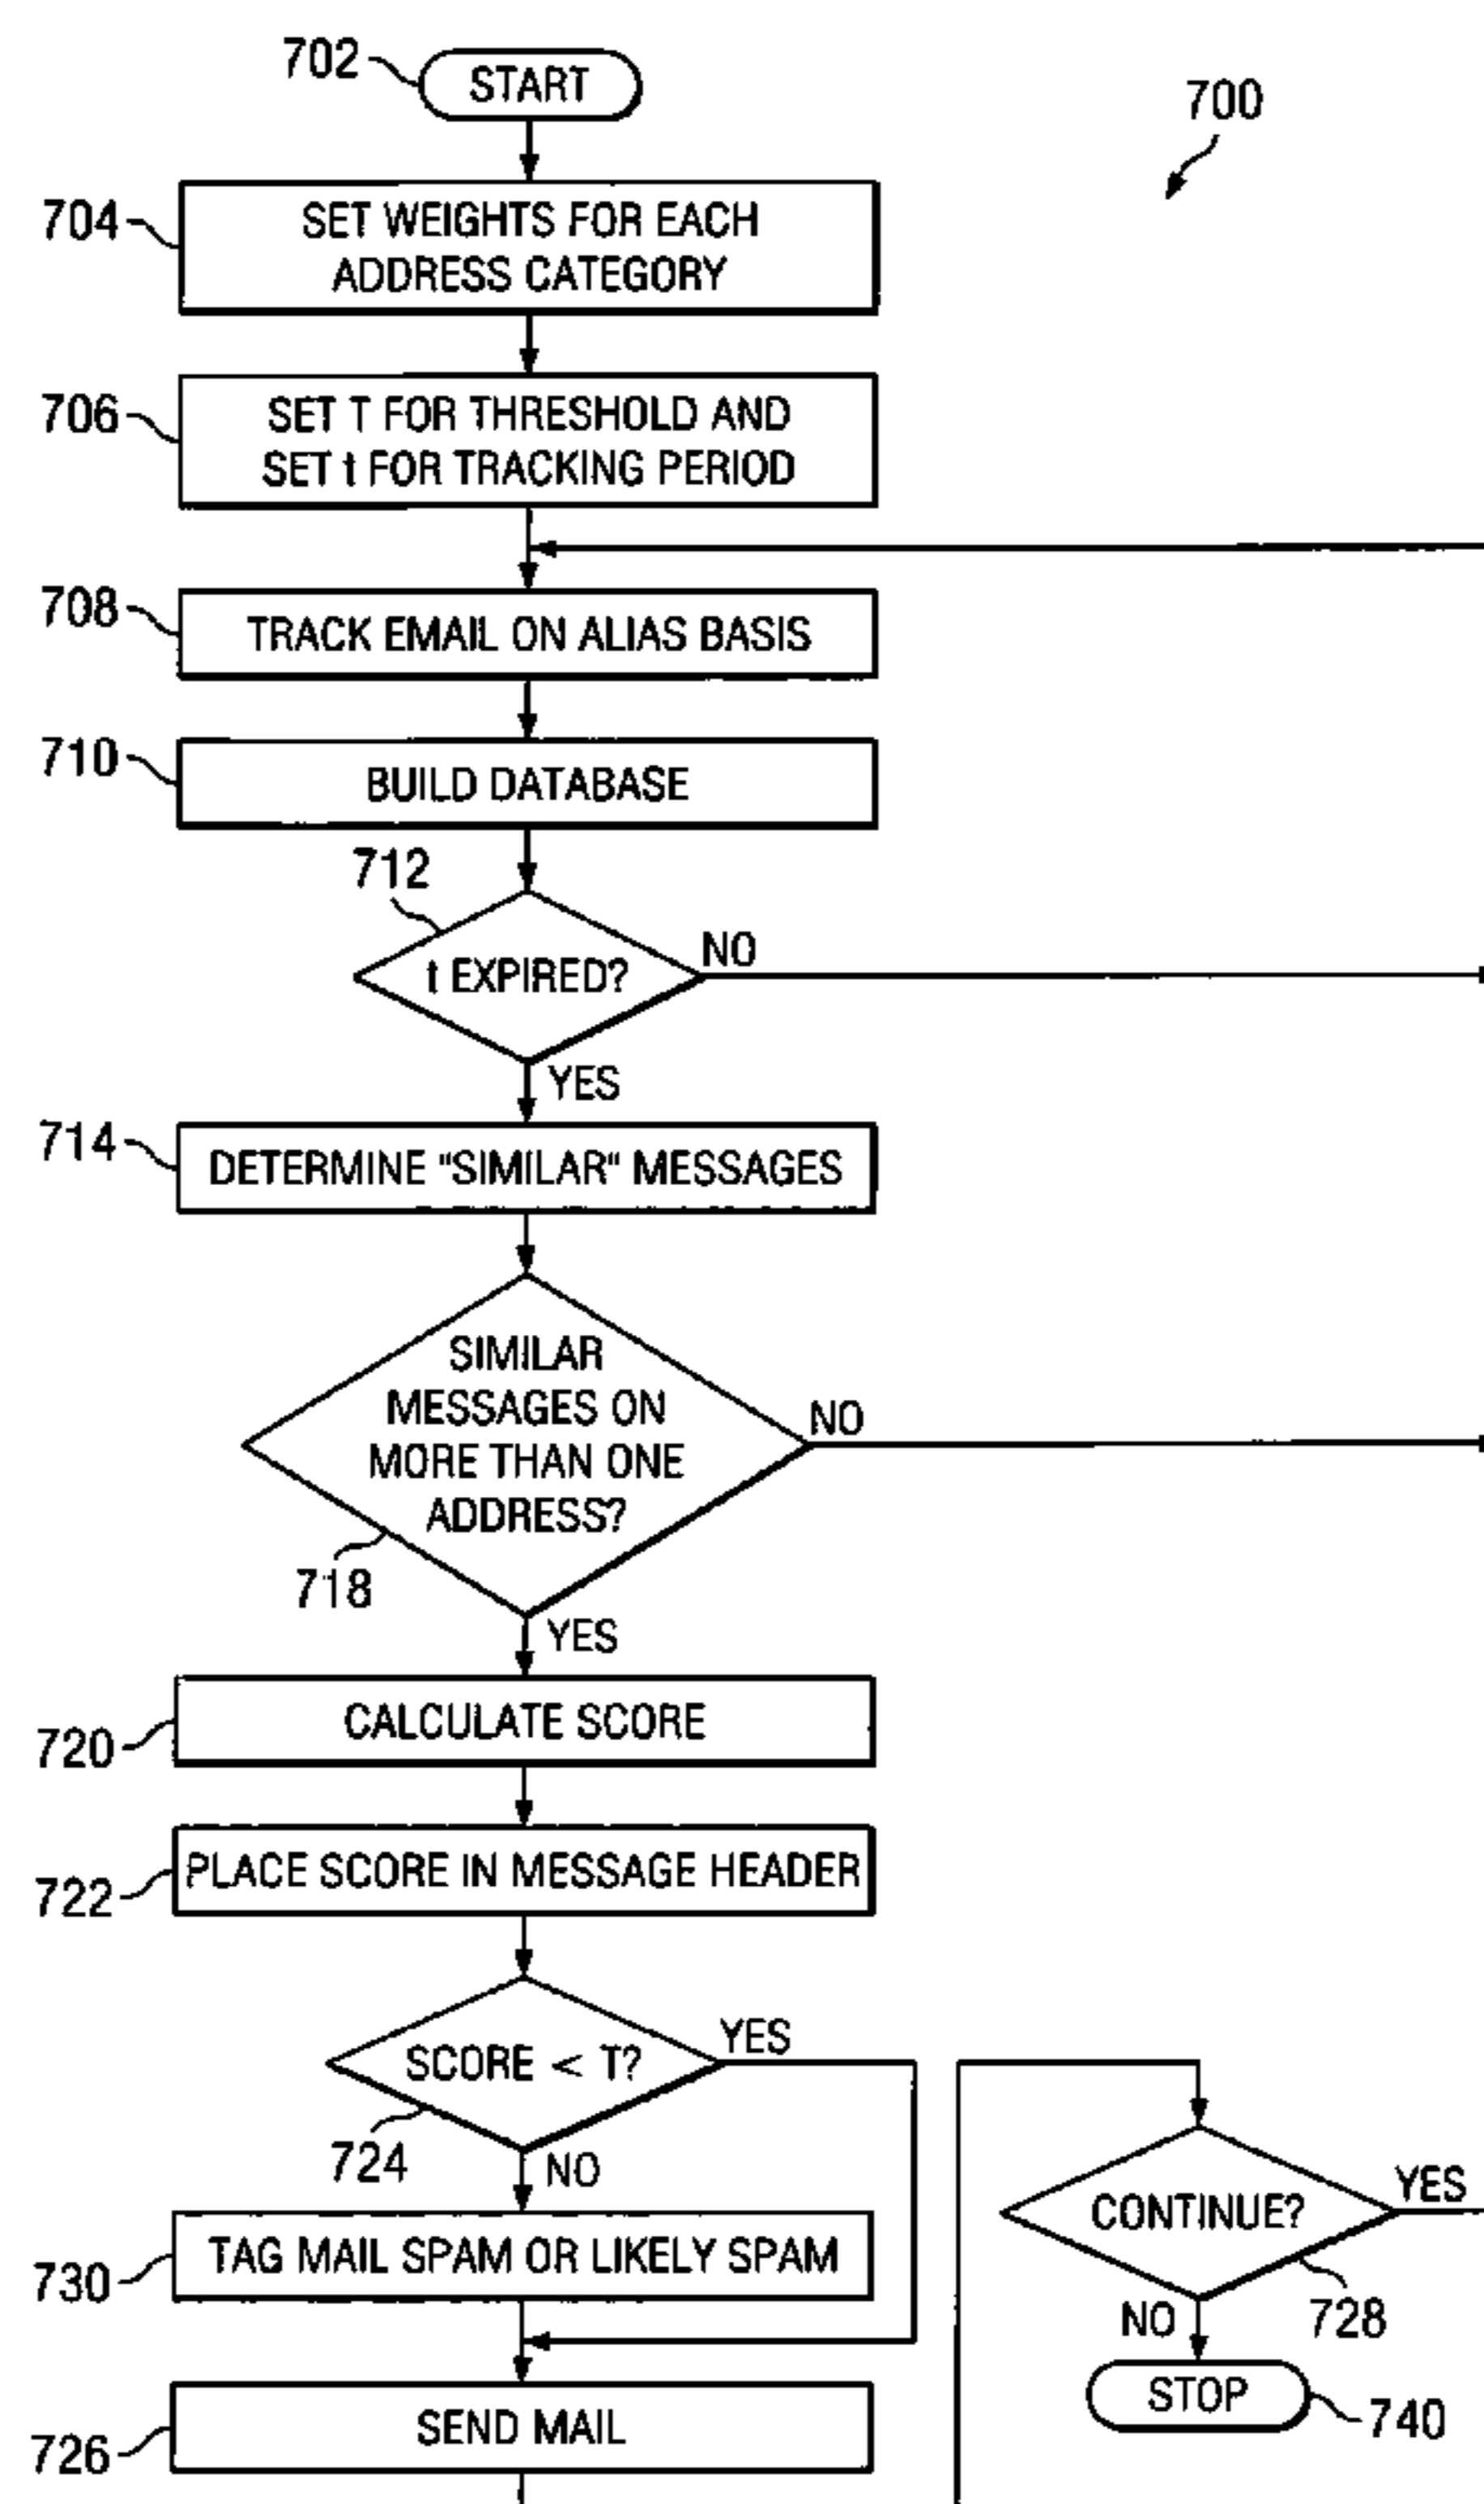 702
START
700
704
SET WEIGHTS FOR EACH
ADDRESS CATEGORY
706
SET T FOR THRESHOLD AND
SET t FOR TRACKING PERIOD
708
TRACK EMAIL ON ALIAS BASIS
710
BUILD DATABASE
712
t EXPIRED?
NO
YES
714
DETERMINE "SIMILAR" MESSAGES
SIMILAR
MESSAGES ON
MORE THAN ONE
ADDRESS?
NO
718
YES
720
CALCULATE SCORE
722
PLACE SCORE IN MESSAGE HEADER
SCORE < T?
YES
724
NO
730
TAG MAIL SPAM OR LIKELY SPAM
726
SEND MAIL
CONTINUE?
YES
728
NO
STOP
740